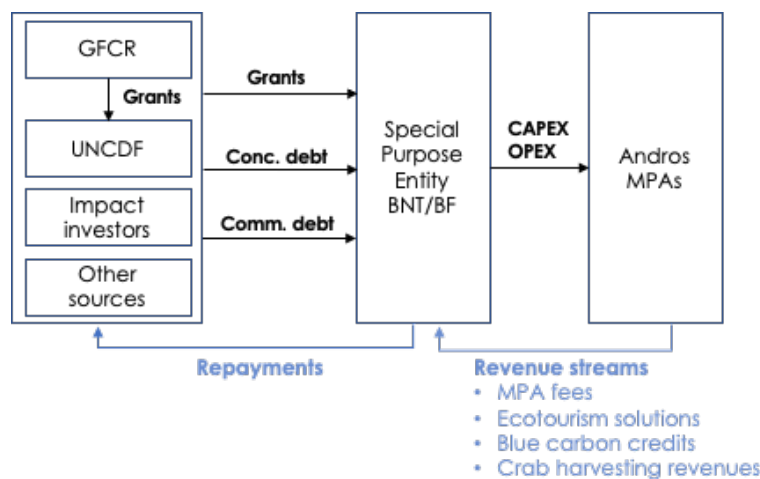 GFCR
Grants
UNCDF
Impact
investors
Other
sources
Grants
Conc. debt
Comm. debt
Special
Purpose
Entity
BNT/BF
CAPEX
OPEX
Andros
MPAs
Repayments
Revenue streams
• MPA fees
• Ecotourism solutions
• Blue carbon credits
• Crab harvesting revenues